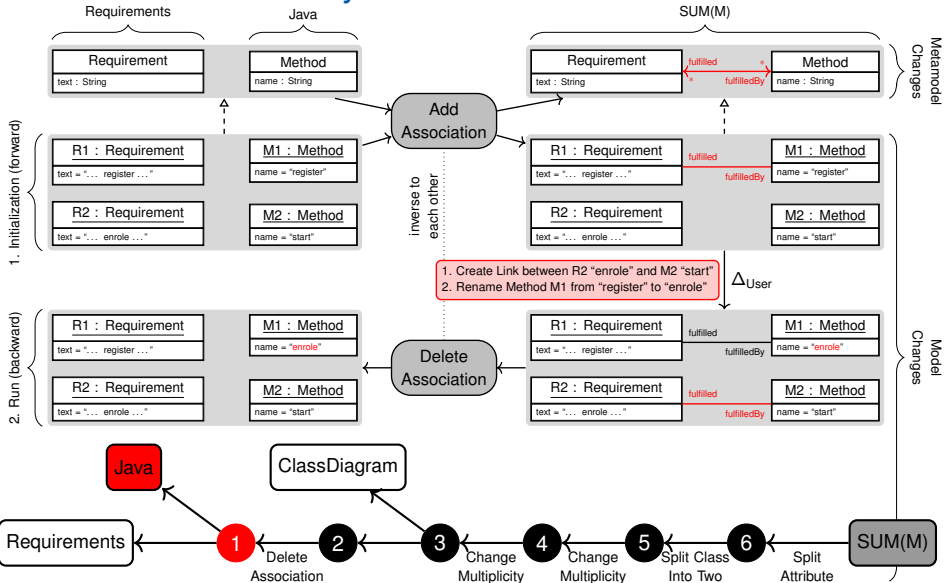 Requirements
Java
SUM(M)
Requirement
text : String
Method
name : String
Add
Association
Requirement
text : String
fulfilled
*
*
fulfilledBy
Method
name : String
Metamodel
Changes
1. Initialization (forward)
R1 : Requirement
text = "... register ..."
M1 : Method
name = "register"
R2 : Requirement
text = "... enrole ..."
M2 : Method
name = "start"
inverse to
each other
R1 : Requirement
text = "... register ..."
fulfilled
fulfilledBy
M1 : Method
name = "register"
R2 : Requirement
text = "... enrole ..."
M2 : Method
name = "start"
1. Create Link between R2 "enrole" and M2 "start"
2. Rename Method M1 from "register" to "enrole"
ΔUser
2. Run (backward)
R1 : Requirement
text = "... register ..."
M1 : Method
name = "enrole"
R2 : Requirement
text = "... enrole ..."
M2 : Method
name = "start"
Delete
Association
R1 : Requirement
text = "... register ..."
fulfilled
fulfilledBy
M1 : Method
name = "enrole"
R2 : Requirement
text = "... enrole ..."
fulfilled
fulfilledBy
M2 : Method
name = "start"
Model
Changes
Java
ClassDiagram
Requirements
1
Delete
Association
2
3
Change
Multiplicity
4
Change
Multiplicity
5
Split Class
Into Two
6
Split
Attribute
SUM(M)